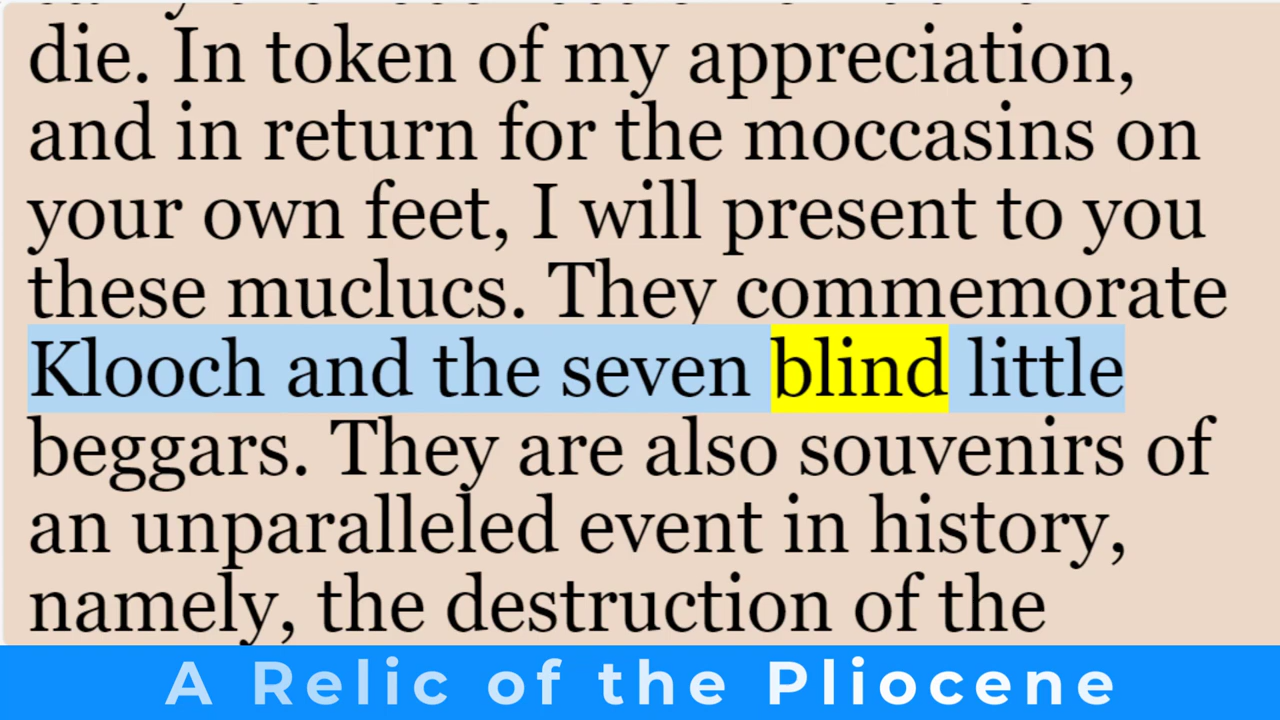 die. In token of my appreciation,
and in return for the moccasins on
your own feet, I will present to you
these muclucs. They commemorate
Klooch and the seven blind little
beggars. They are also souvenirs of
an unparalleled event in history,
namely, the destruction of the
A Relic of the Pliocene